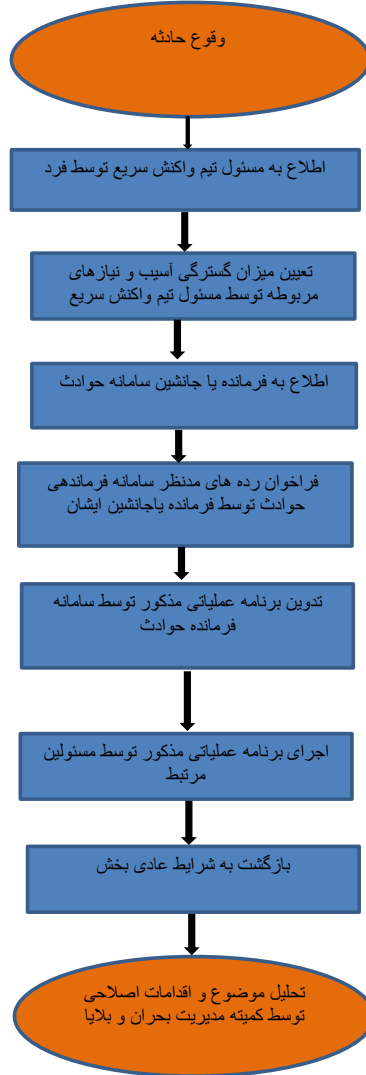 وقوع حادثه
اطلاع به مسئول تیم واکنش سریع توسط فرد
تعیین میزان گستردگی آسیب و نیازهای
مربوطه توسط مسئول تیم واکنش سریع
اطلاع به فرمانده یا جانشین سامانه حوادث
فراخوان رده های مدنظر سامانه فرماندهی
حوادث توسط فرمانده یاجانشین ایشان
تدوین برنامه عملیاتی مذکور توسط سامانه
فرمانده حوادث
اجرای برنامه عملیاتی مذکور توسط مسئولین
مرتبط
بازگشت به شرایط عادی بخش
تحلیل موضوع و اقدامات اصلاحی
توسط کمیته مدیریت بحران و بلایا